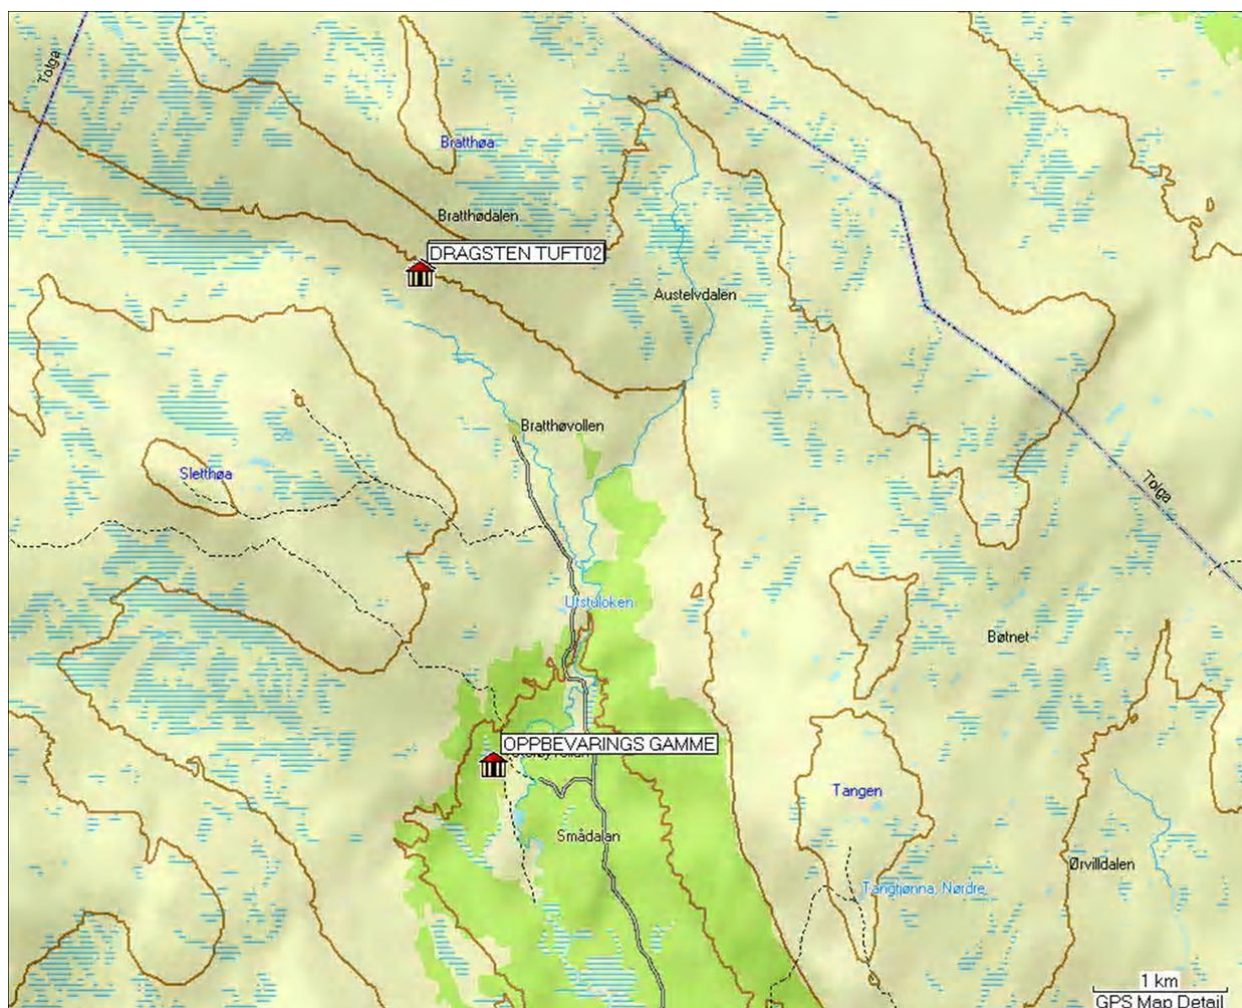 Tolga
Bratthøa
Bratthødalen
DRAGSTEN TUFT02
Austelvdalen
Bratthøvollen
Sletthøa
Tolga
Utstuloken
Bøtnet
OPPBEVARINGS GAMME
Tangen
Smådalan
Ørvilldalen
Tangtjønna, Nørdre
1 km
GPS Map Detail